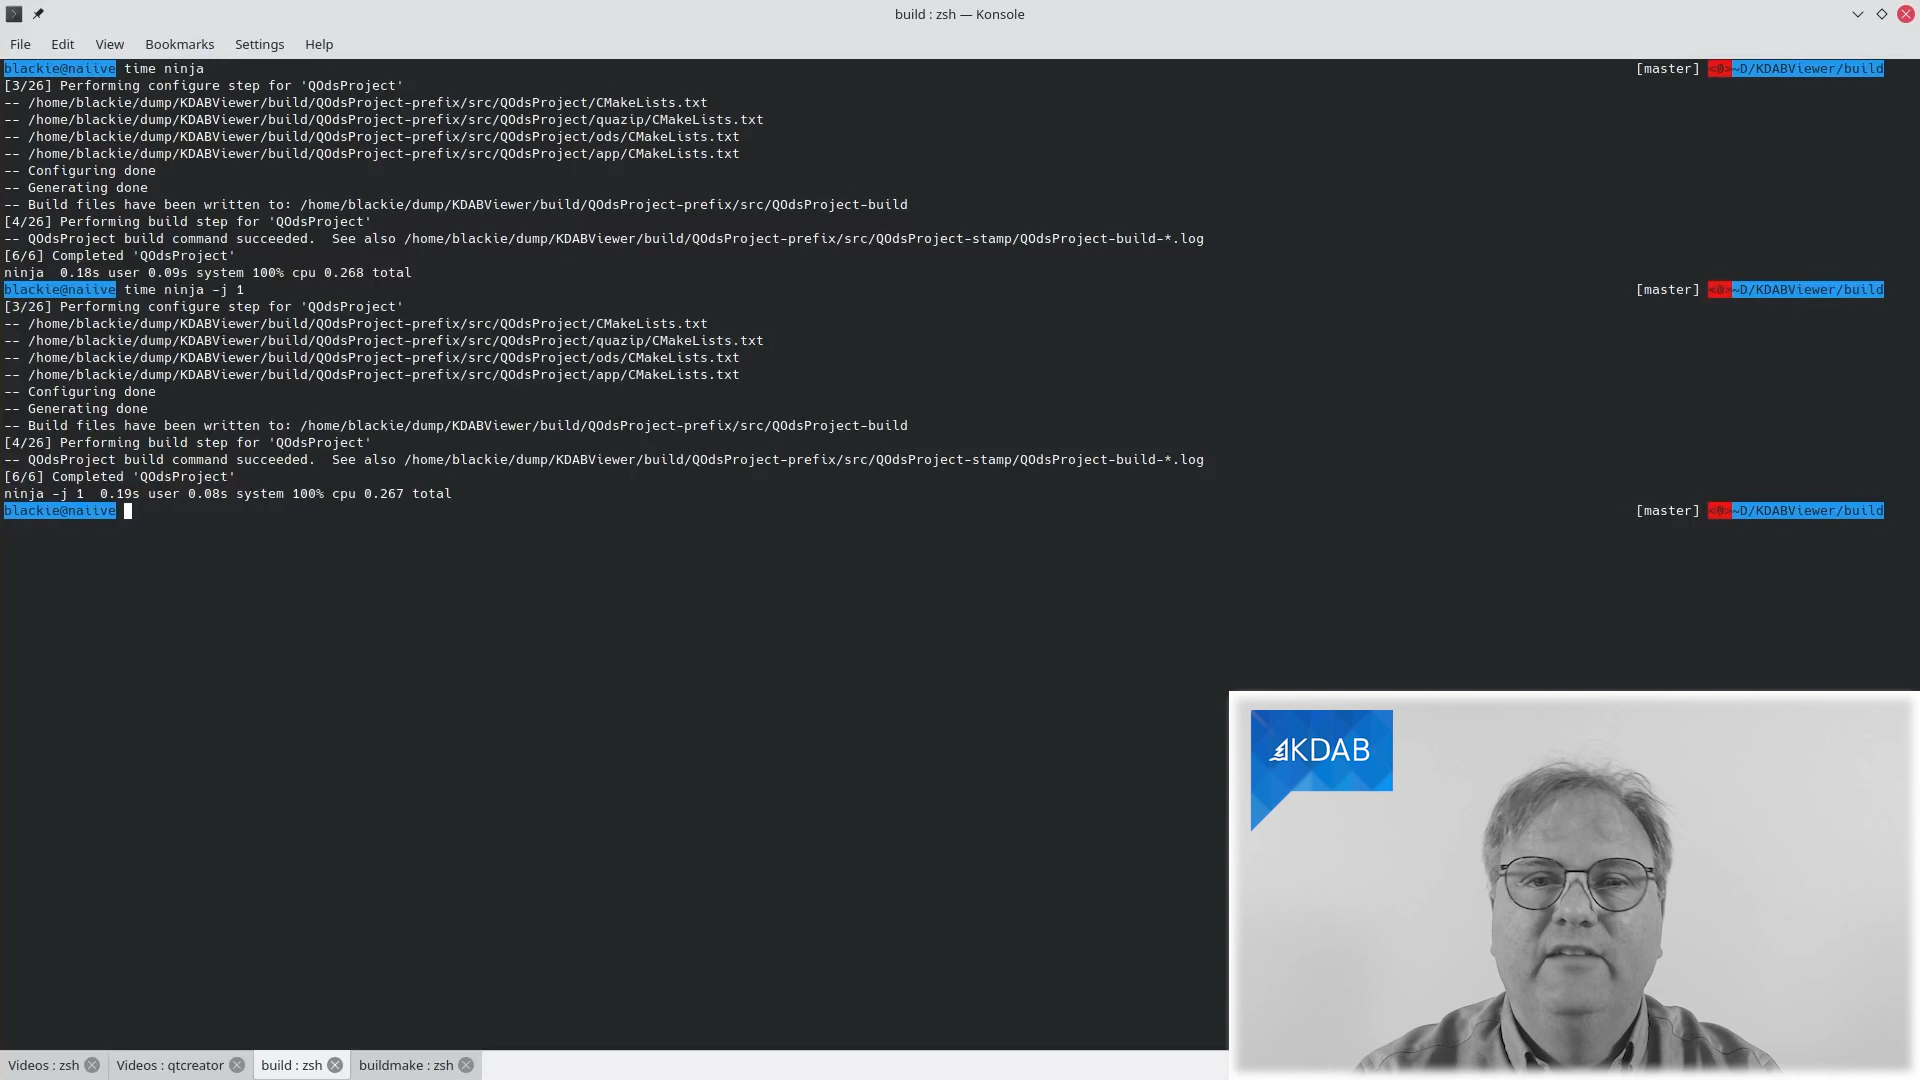 build : zsh — Konsole
File Edit View Bookmarks Settings Help
blackie@naiive time ninja [master] <0>~D/KDABViewer/build
[3/26] Performing configure step for 'QOdsProject'
-- /home/blackie/dump/KDABViewer/build/QOdsProject-prefix/src/QOdsProject/CMakeLists.txt
-- /home/blackie/dump/KDABViewer/build/QOdsProject-prefix/src/QOdsProject/quazip/CMakeLists.txt
-- /home/blackie/dump/KDABViewer/build/QOdsProject-prefix/src/QOdsProject/ods/CMakeLists.txt
-- /home/blackie/dump/KDABViewer/build/QOdsProject-prefix/src/QOdsProject/app/CMakeLists.txt
-- Configuring done
-- Generating done
-- Build files have been written to: /home/blackie/dump/KDABViewer/build/QOdsProject-prefix/src/QOdsProject-build
[4/26] Performing build step for 'QOdsProject'
-- QOdsProject build command succeeded.  See also /home/blackie/dump/KDABViewer/build/QOdsProject-prefix/src/QOdsProject-stamp/QOdsProject-build-*.log
[6/6] Completed 'QOdsProject'
ninja  0.18s user 0.09s system 100% cpu 0.268 total
blackie@naiive time ninja -j 1 [master] <0>~D/KDABViewer/build
[3/26] Performing configure step for 'QOdsProject'
-- /home/blackie/dump/KDABViewer/build/QOdsProject-prefix/src/QOdsProject/CMakeLists.txt
-- /home/blackie/dump/KDABViewer/build/QOdsProject-prefix/src/QOdsProject/quazip/CMakeLists.txt
-- /home/blackie/dump/KDABViewer/build/QOdsProject-prefix/src/QOdsProject/ods/CMakeLists.txt
-- /home/blackie/dump/KDABViewer/build/QOdsProject-prefix/src/QOdsProject/app/CMakeLists.txt
-- Configuring done
-- Generating done
-- Build files have been written to: /home/blackie/dump/KDABViewer/build/QOdsProject-prefix/src/QOdsProject-build
[4/26] Performing build step for 'QOdsProject'
-- QOdsProject build command succeeded.  See also /home/blackie/dump/KDABViewer/build/QOdsProject-prefix/src/QOdsProject-stamp/QOdsProject-build-*.log
[6/6] Completed 'QOdsProject'
ninja -j 1  0.19s user 0.08s system 100% cpu 0.267 total
blackie@naiive [master] <0>~D/KDABViewer/build
KDAB
Videos : zsh Videos : qtcreator build : zsh buildmake : zsh